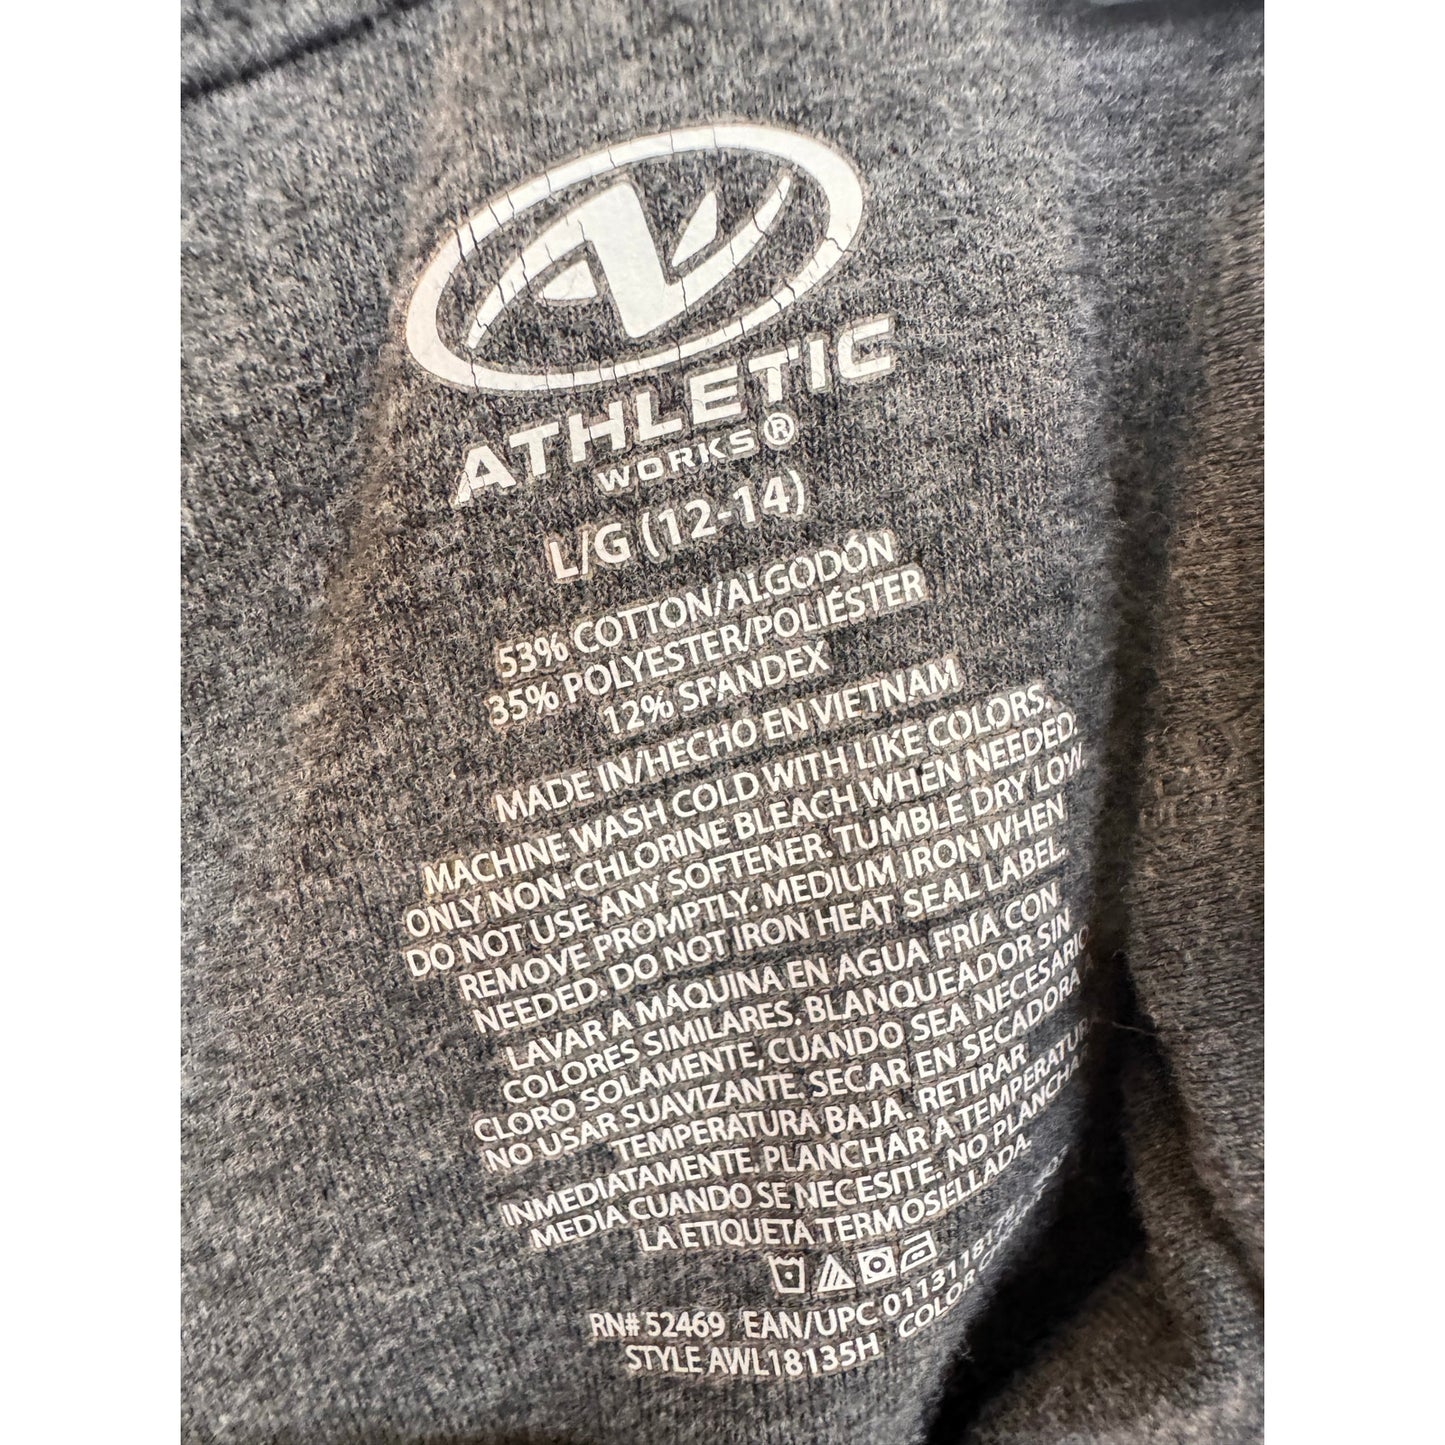 ATHLETIC
WORKS®
L/G (12-14)
53% COTTON/ALGODÓN
35% POLYESTER/POLIÉSTER
12% SPANDEX
MADE IN/HECHO EN VIETNAM
MACHINE WASH COLD WITH LIKE COLORS.
ONLY NON-CHLORINE BLEACH WHEN NEEDED.
DO NOT USE ANY SOFTENER. TUMBLE DRY LOW.
REMOVE PROMPTLY. MEDIUM IRON WHEN
NEEDED. DO NOT IRON HEAT SEAL LABEL.
LAVAR A MÁQUINA EN AGUA FRÍA CON
COLORES SIMILARES. BLANQUEADOR SIN
CLORO SOLAMENTE, CUANDO SEA NECESARIO.
NO USAR SUAVIZANTE. SECAR EN SECADORA A
TEMPERATURA BAJA. RETIRAR
INMEDIATAMENTE. PLANCHAR A TEMPERATURA
MEDIA CUANDO SE NECESITE. NO PLANCHAR
LA ETIQUETA TERMOSELLADA.
RN# 52469 EAN/UPC
STYLE AWL18135H COLOR